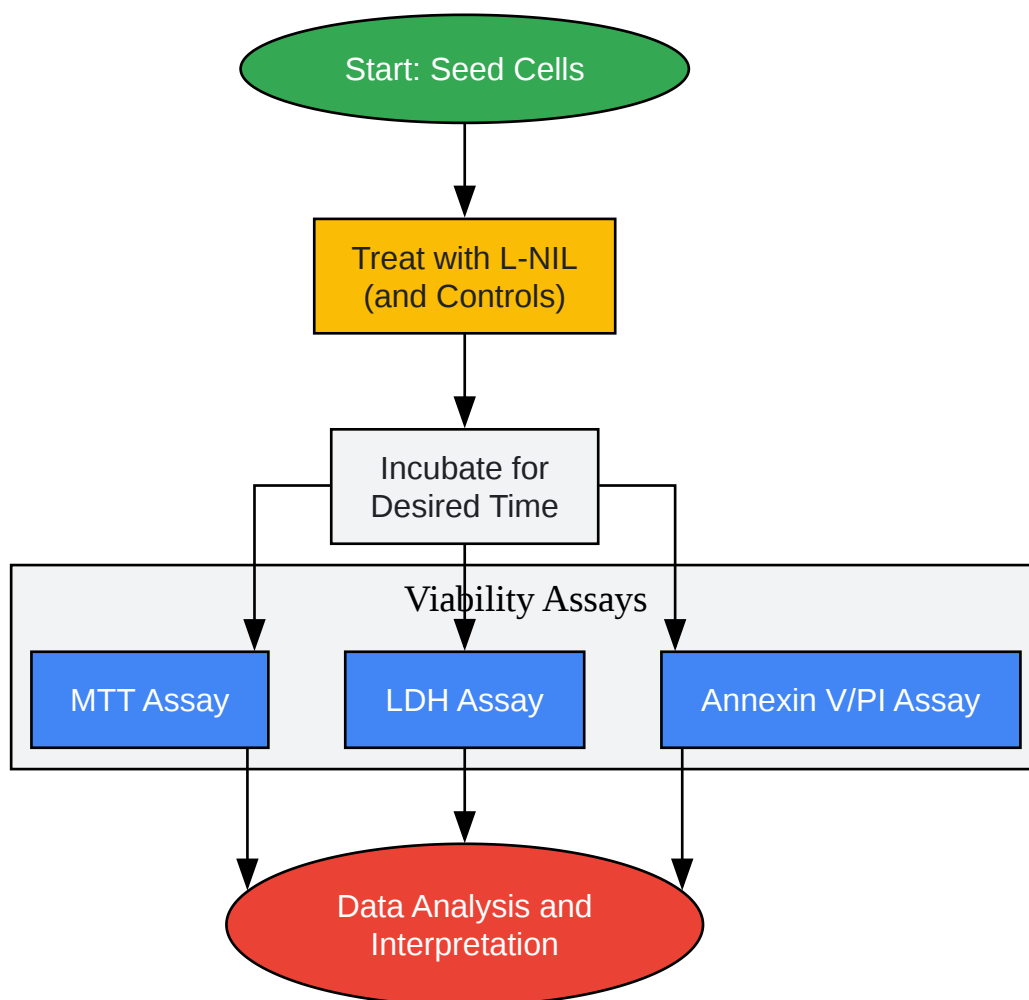 Start: Seed Cells
Treat with L-NIL
(and Controls)
Incubate for
Desired Time
Viability Assays
MTT Assay
LDH Assay
Annexin V/PI Assay
Data Analysis and
Interpretation